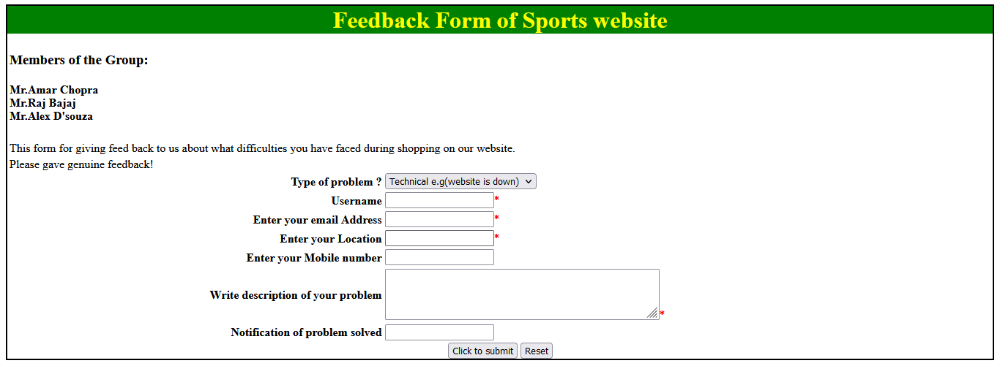 Feedback Form of Sports website
Members of the Group:
Mr.Amar Chopra
Mr.Raj Bajaj
Mr.Alex D'souza
This form for giving feed back to us about what difficulties you have faced during shopping on our website.
Please gave genuine feedback!
Type of problem ? Technical e.g(website is down)
Username *
Enter your email Address *
Enter your Location *
Enter your Mobile number
Write description of your problem *
Notification of problem solved
Click to submit Reset